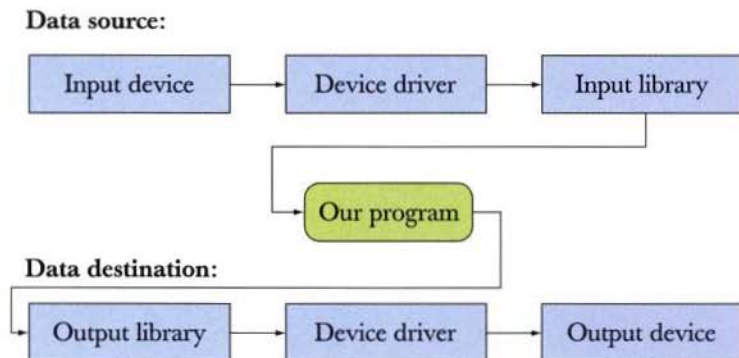 Data source:
Input device
Device driver
Input library
Our program
Data destination:
Output library
Device driver
Output device